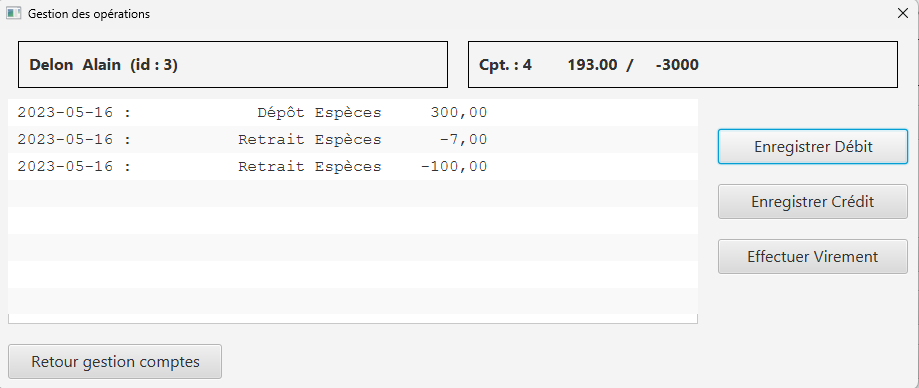 Gestion des opérations
Delon Alain (id : 3)
Cpt. : 4 193.00 / -3000
2023-05-16 : Dépôt Espèces 300,00
2023-05-16 : Retrait Espèces -7,00
2023-05-16 : Retrait Espèces -100,00
Enregistrer Débit
Enregistrer Crédit
Effectuer Virement
Retour gestion comptes